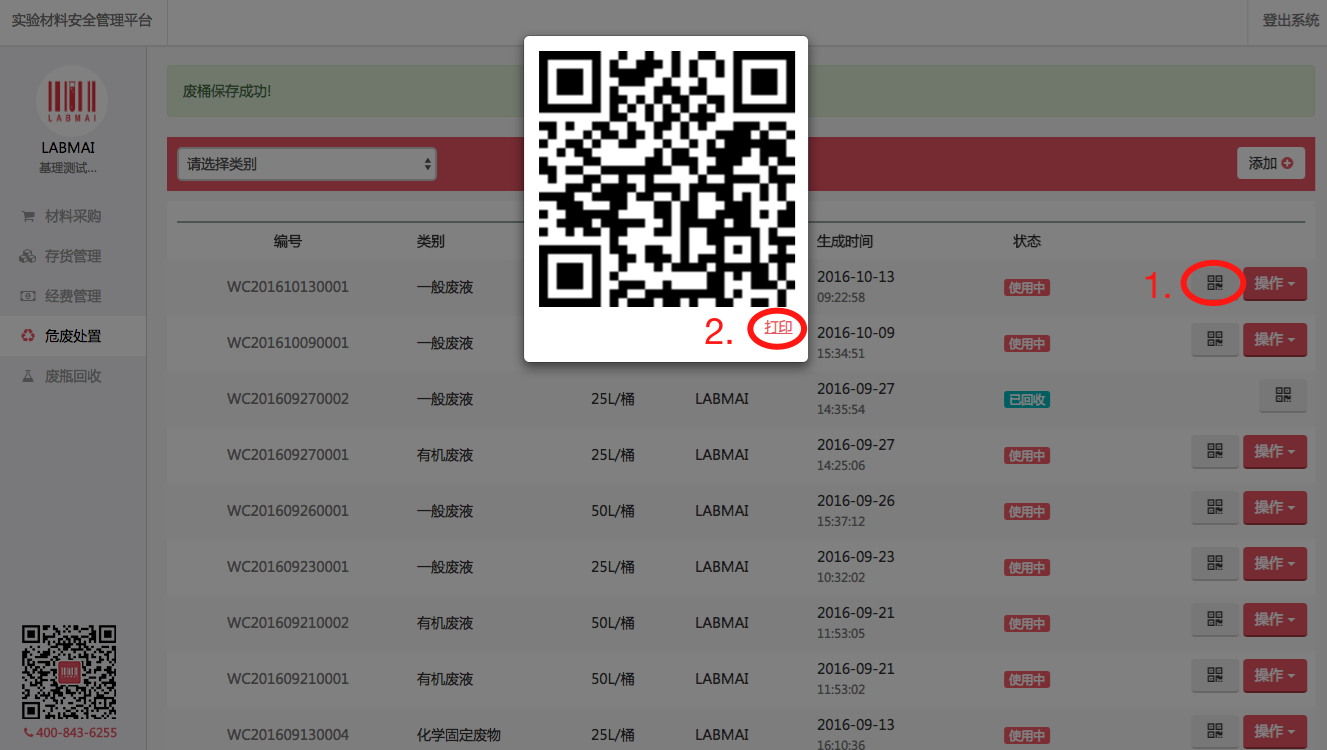 实验材料安全管理平台
登出系统
LABMAI
LABMAI
基理测试...
材料采购
存货管理
经费管理
危废处置
废瓶回收
400-843-6255
废桶保存成功!
请选择类别
添加
打印
1.
2.
编号 类别 生成时间 状态
WC201610130001 一般废液 2016-10-13 使用中 操作
09:22:58
WC201610090001 一般废液 2016-10-09 使用中 操作
15:34:51
WC201609270002 一般废液 25L/桶 LABMAI 2016-09-27 已回收
14:35:54
WC201609270001 有机废液 25L/桶 LABMAI 2016-09-27 使用中 操作
14:25:06
WC201609260001 一般废液 50L/桶 LABMAI 2016-09-26 使用中 操作
15:37:12
WC201609230001 一般废液 25L/桶 LABMAI 2016-09-23 使用中 操作
10:32:02
WC201609210002 有机废液 50L/桶 LABMAI 2016-09-21 使用中 操作
11:53:05
WC201609210001 有机废液 50L/桶 LABMAI 2016-09-21 使用中 操作
11:53:02
WC201609130004 化学固定废物 25L/桶 LABMAI 2016-09-13 使用中 操作
16:10:36